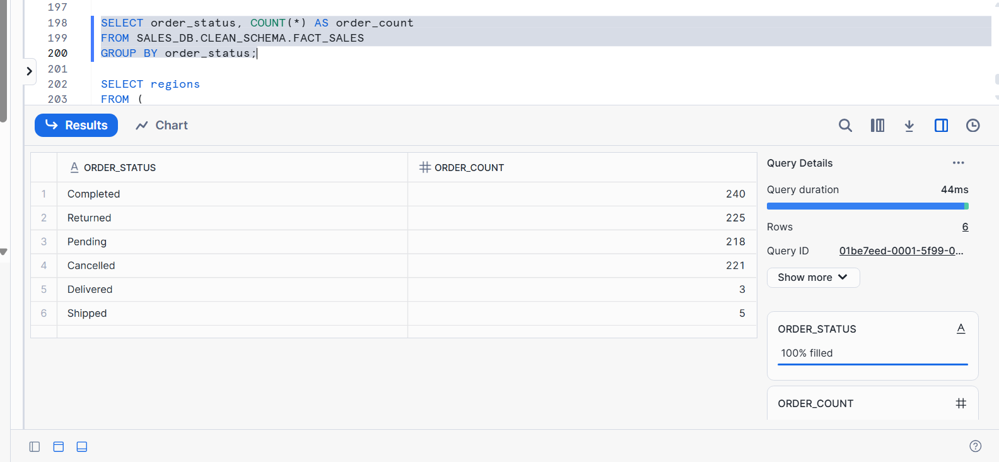 197
198 SELECT order_status, COUNT(*) AS order_count
199 FROM SALES_DB.CLEAN_SCHEMA.FACT_SALES
200 GROUP BY order_status;
201
202 SELECT regions
203 FROM (
Results Chart
ORDER_STATUS ORDER_COUNT
1 Completed 240
2 Returned 225
3 Pending 218
4 Cancelled 221
5 Delivered 3
6 Shipped 5
Query Details ...
Query duration 44ms
Rows 6
Query ID 01be7eed-0001-5f99-0...
Show more
ORDER_STATUS
100% filled
ORDER_COUNT